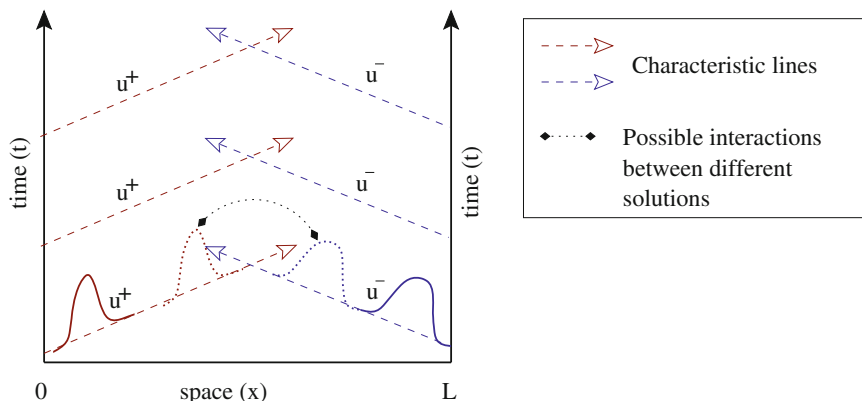 u⁺
u⁻
u⁺
u⁻
u⁺
u⁻
time (t)
time (t)
0
space (x)
L
Characteristic lines
Possible interactions
between different
solutions